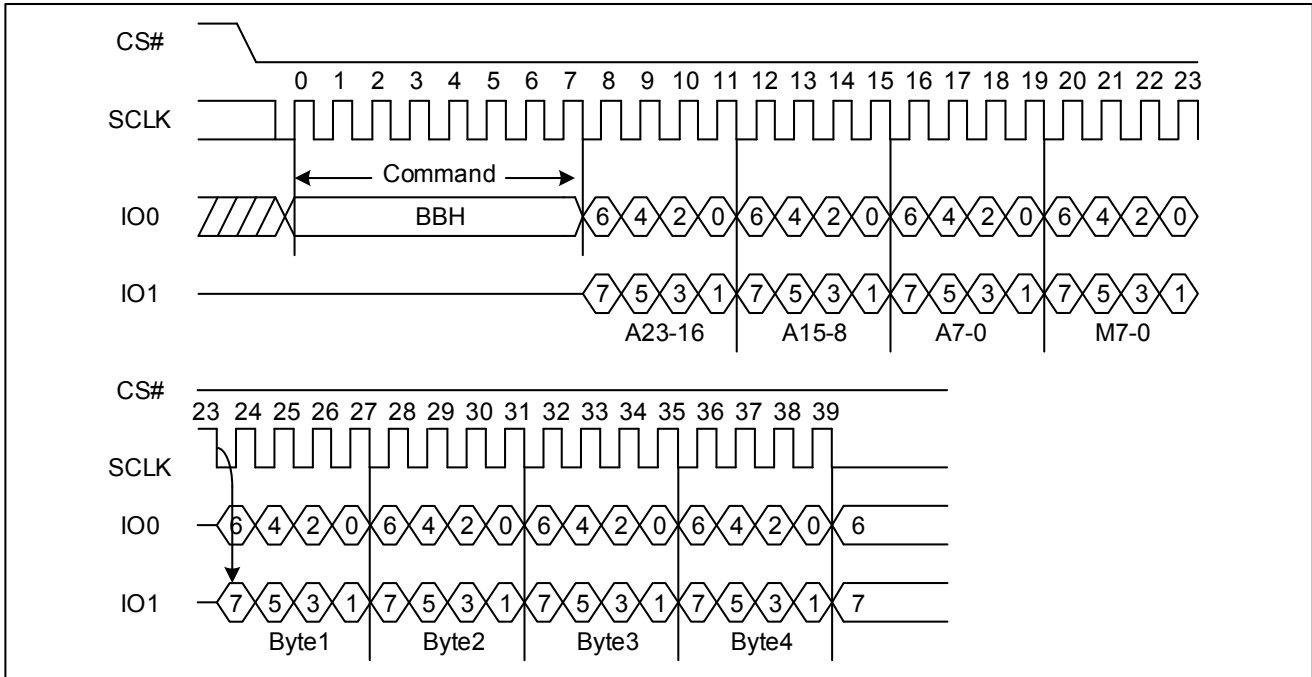 CS#
0 1 2 3 4 5 6 7 8 9 10 11 12 13 14 15 16 17 18 19 20 21 22 23
SCLK
Command
IO0 BBH 6 4 2 0 6 4 2 0 6 4 2 0 6 4 2 0
IO1 7 5 3 1 7 5 3 1 7 5 3 1 7 5 3 1
A23-16 A15-8 A7-0 M7-0
CS#
23 24 25 26 27 28 29 30 31 32 33 34 35 36 37 38 39
SCLK
IO0 6 4 2 0 6 4 2 0 6 4 2 0 6 4 2 0 6
IO1 7 5 3 1 7 5 3 1 7 5 3 1 7 5 3 1 7
Byte1 Byte2 Byte3 Byte4